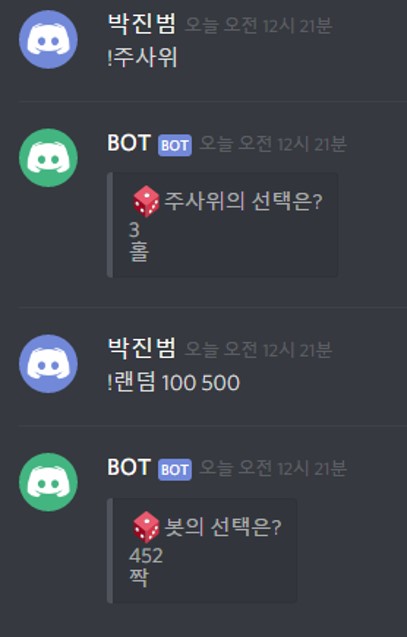 박진범 오늘 오전 12시 21분
!주사위
BOT BOT 오늘 오전 12시 21분
🎲 주사위의 선택은?
3
홀
박진범 오늘 오전 12시 21분
!랜덤 100 500
BOT BOT 오늘 오전 12시 21분
🎲 봇의 선택은?
452
짝